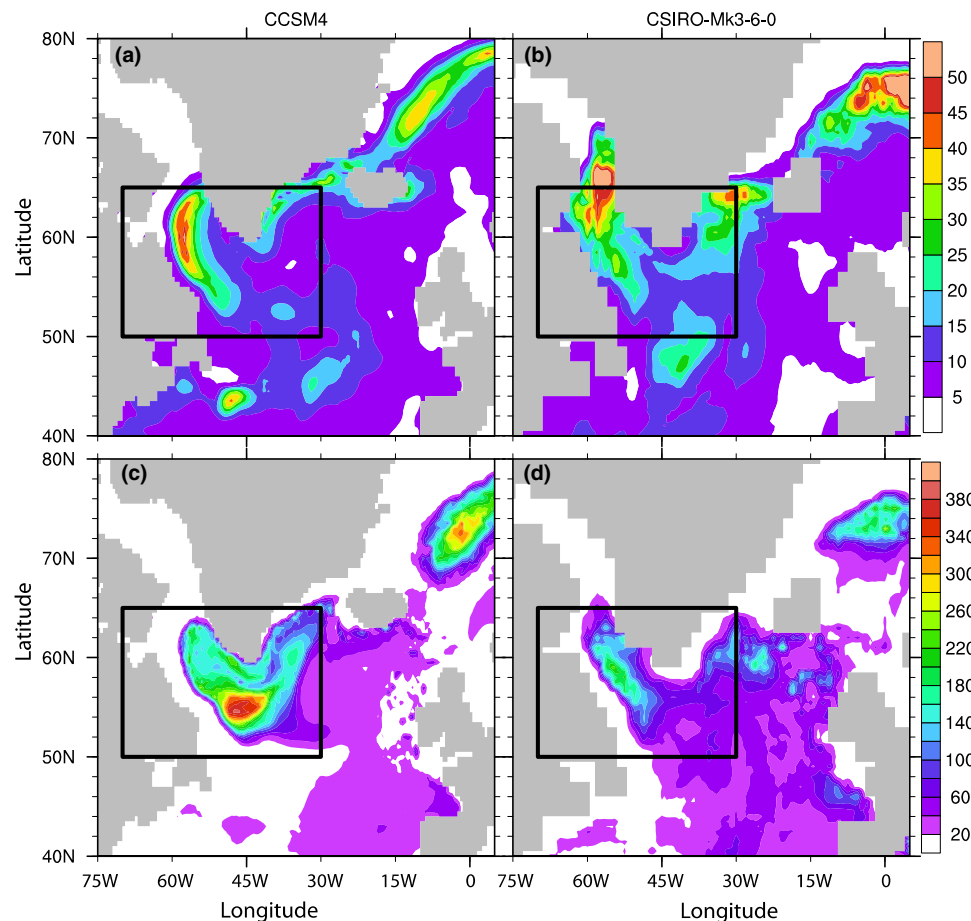 CCSM4
CSIRO-Mk3-6-0
(a)
(b)
80N
70N
60N
50N
40N
Latitude
50
45
40
35
30
25
20
15
10
5
(c)
(d)
80N
70N
60N
50N
40N
Latitude
380
340
300
260
220
180
140
100
60
20
75W
60W
45W
30W
15W
0
75W
60W
45W
30W
15W
0
Longitude
Longitude